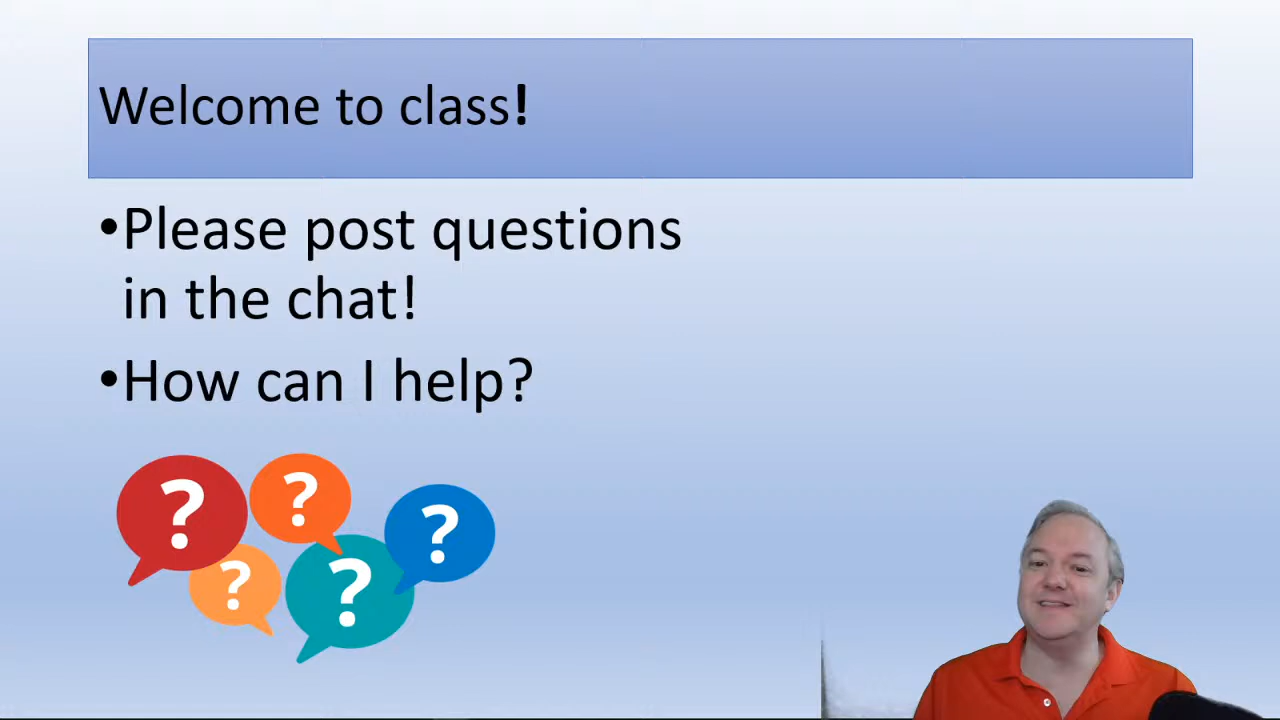 Welcome to class!
•Please post questions
in the chat!
•How can I help?
? ? ?
? ?